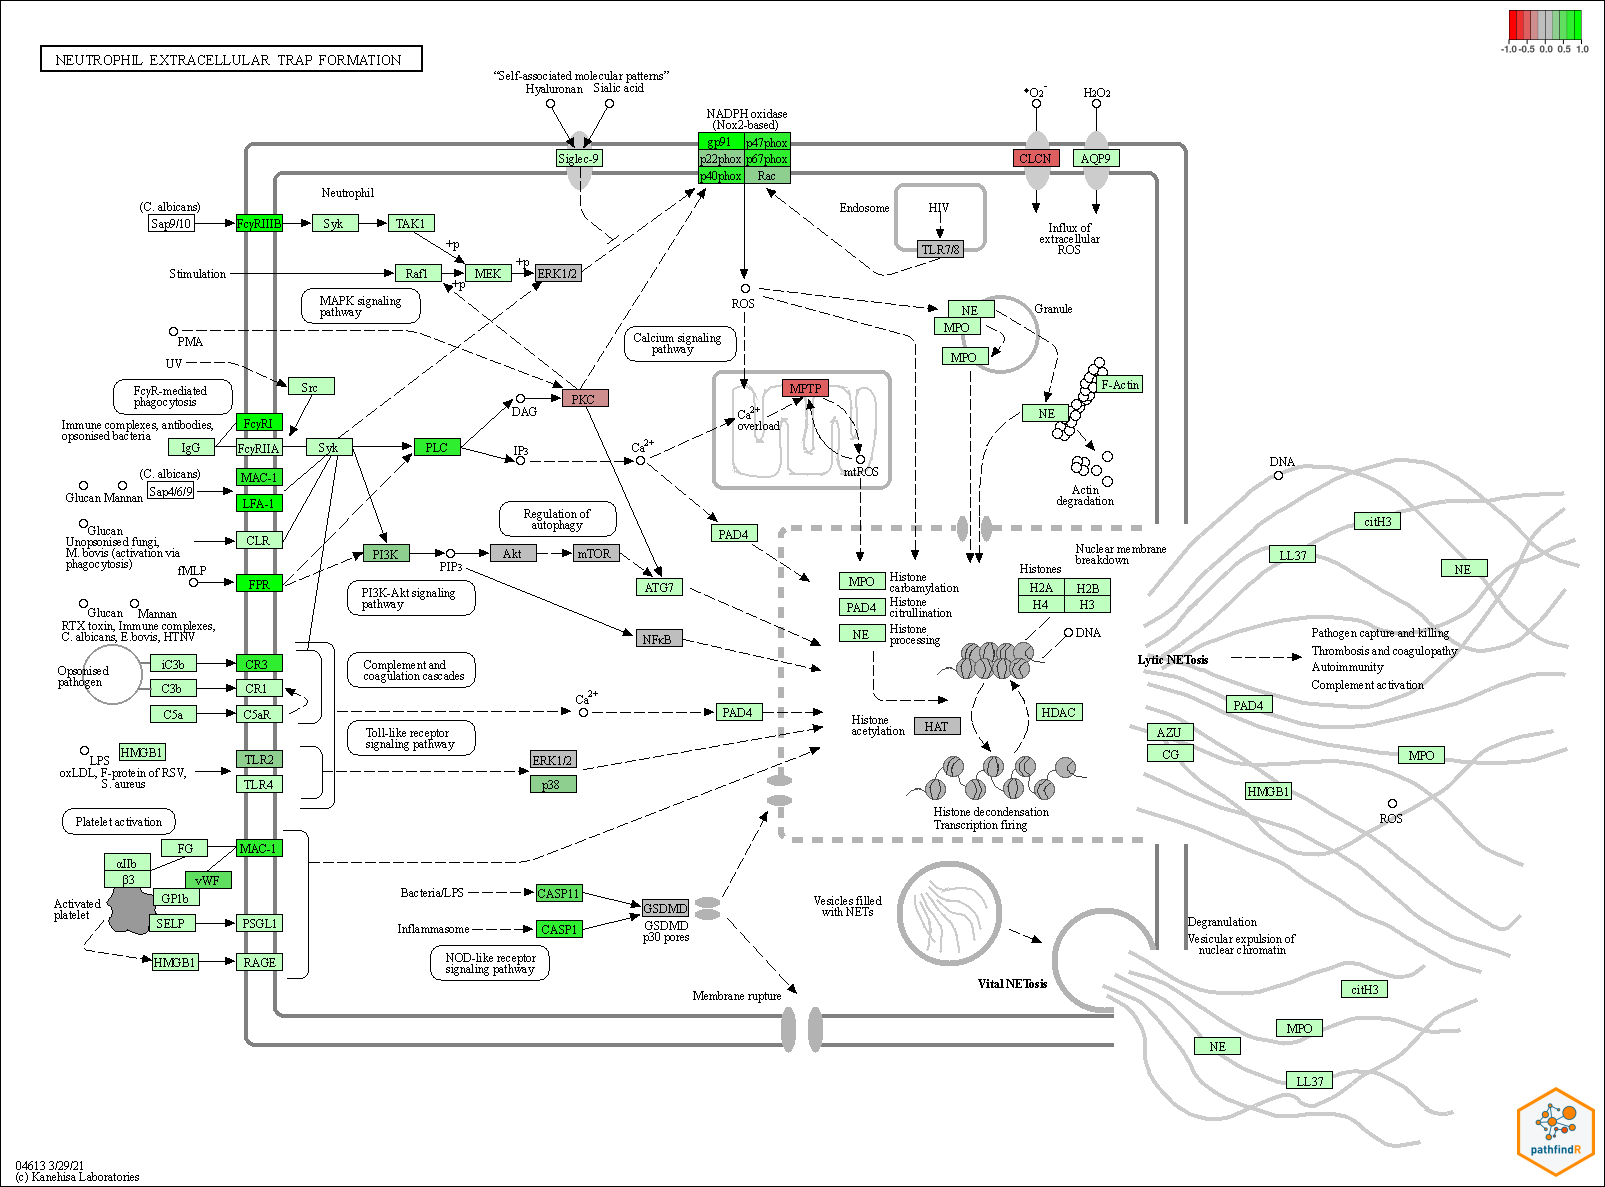 -1.0 -0.5 0.0 0.5 1.0
NEUTROPHIL EXTRACELLULAR TRAP FORMATION
“Self-associated molecular patterns”
Hyaluronan Sialic acid
NADPH oxidase
(Nox2-based)
•O2-
H2O2
gp91 p47phox
p22phox p67phox
p40phox Rac
Siglec-9
CLCN
AQP9
Neutrophil
(C. albicans)
Sap9/10
FcγRIIIB
Syk
TAK1
Endosome
HIV
TLR7/8
Influx of
extracellular
ROS
+p
Stimulation
Raf1
MEK
+p
ERK1/2
+p
MAPK signaling
pathway
ROS
NE
MPO
MPO
Granule
PMA
Calcium signaling
pathway
UV
Src
FcγR-mediated
phagocytosis
DAG
PKC
MPTP
Ca2+
overload
mtROS
F-Actin
NE
Actin
degradation
Immune complexes, antibodies,
opsonised bacteria
FcγRI
IgG
FcγRIIA
Syk
PLC
IP3
Ca2+
(C. albicans)
Glucan Mannan
Sap4/6/9
MAC-1
LFA-1
Glucan
Unopsonised fungi,
M. bovis (activation via
phagocytosis)
CLR
fMLP
FPR
Regulation of
autophagy
PAD4
PI3K
PIP3
Akt
mTOR
ATG7
PI3K-Akt signaling
pathway
NFκB
Nuclear membrane
breakdown
MPO
Histone
carbamylation
PAD4
Histone
citrullination
NE
Histone
processing
Histones
H2A H2B
H4 H3
DNA
DNA
citH3
LL37
NE
Glucan Mannan
RTX toxin, Immune complexes,
C. albicans, E.bovis, HTNV
Opsonised
pathogen
iC3b
CR3
C3b
CR1
C5a
C5aR
Complement and
coagulation cascades
Ca2+
PAD4
Histone
acetylation
HAT
HDAC
Lytic NETosis
Pathogen capture and killing
Thrombosis and coagulopathy
Autoimmunity
Complement activation
PAD4
AZU
CG
MPO
HMGB1
ROS
Toll-like receptor
signaling pathway
LPS
HMGB1
oxLDL, F-protein of RSV,
S. aureus
TLR2
TLR4
ERK1/2
p38
Histone decondensation
Transcription firing
Platelet activation
FG
MAC-1
αIIb
β3
vWF
GP1b
Activated
platelet
SELP
PSGL1
HMGB1
RAGE
Bacteria/LPS
CASP11
Inflammasome
CASP1
GSDMD
GSDMD
p30 pores
NOD-like receptor
signaling pathway
Membrane rupture
Vesicles filled
with NETs
Vital NETosis
Degranulation
Vesicular expulsion of
nuclear chromatin
citH3
MPO
NE
LL37
pathfindR
04613 3/29/21
(c) Kanehisa Laboratories